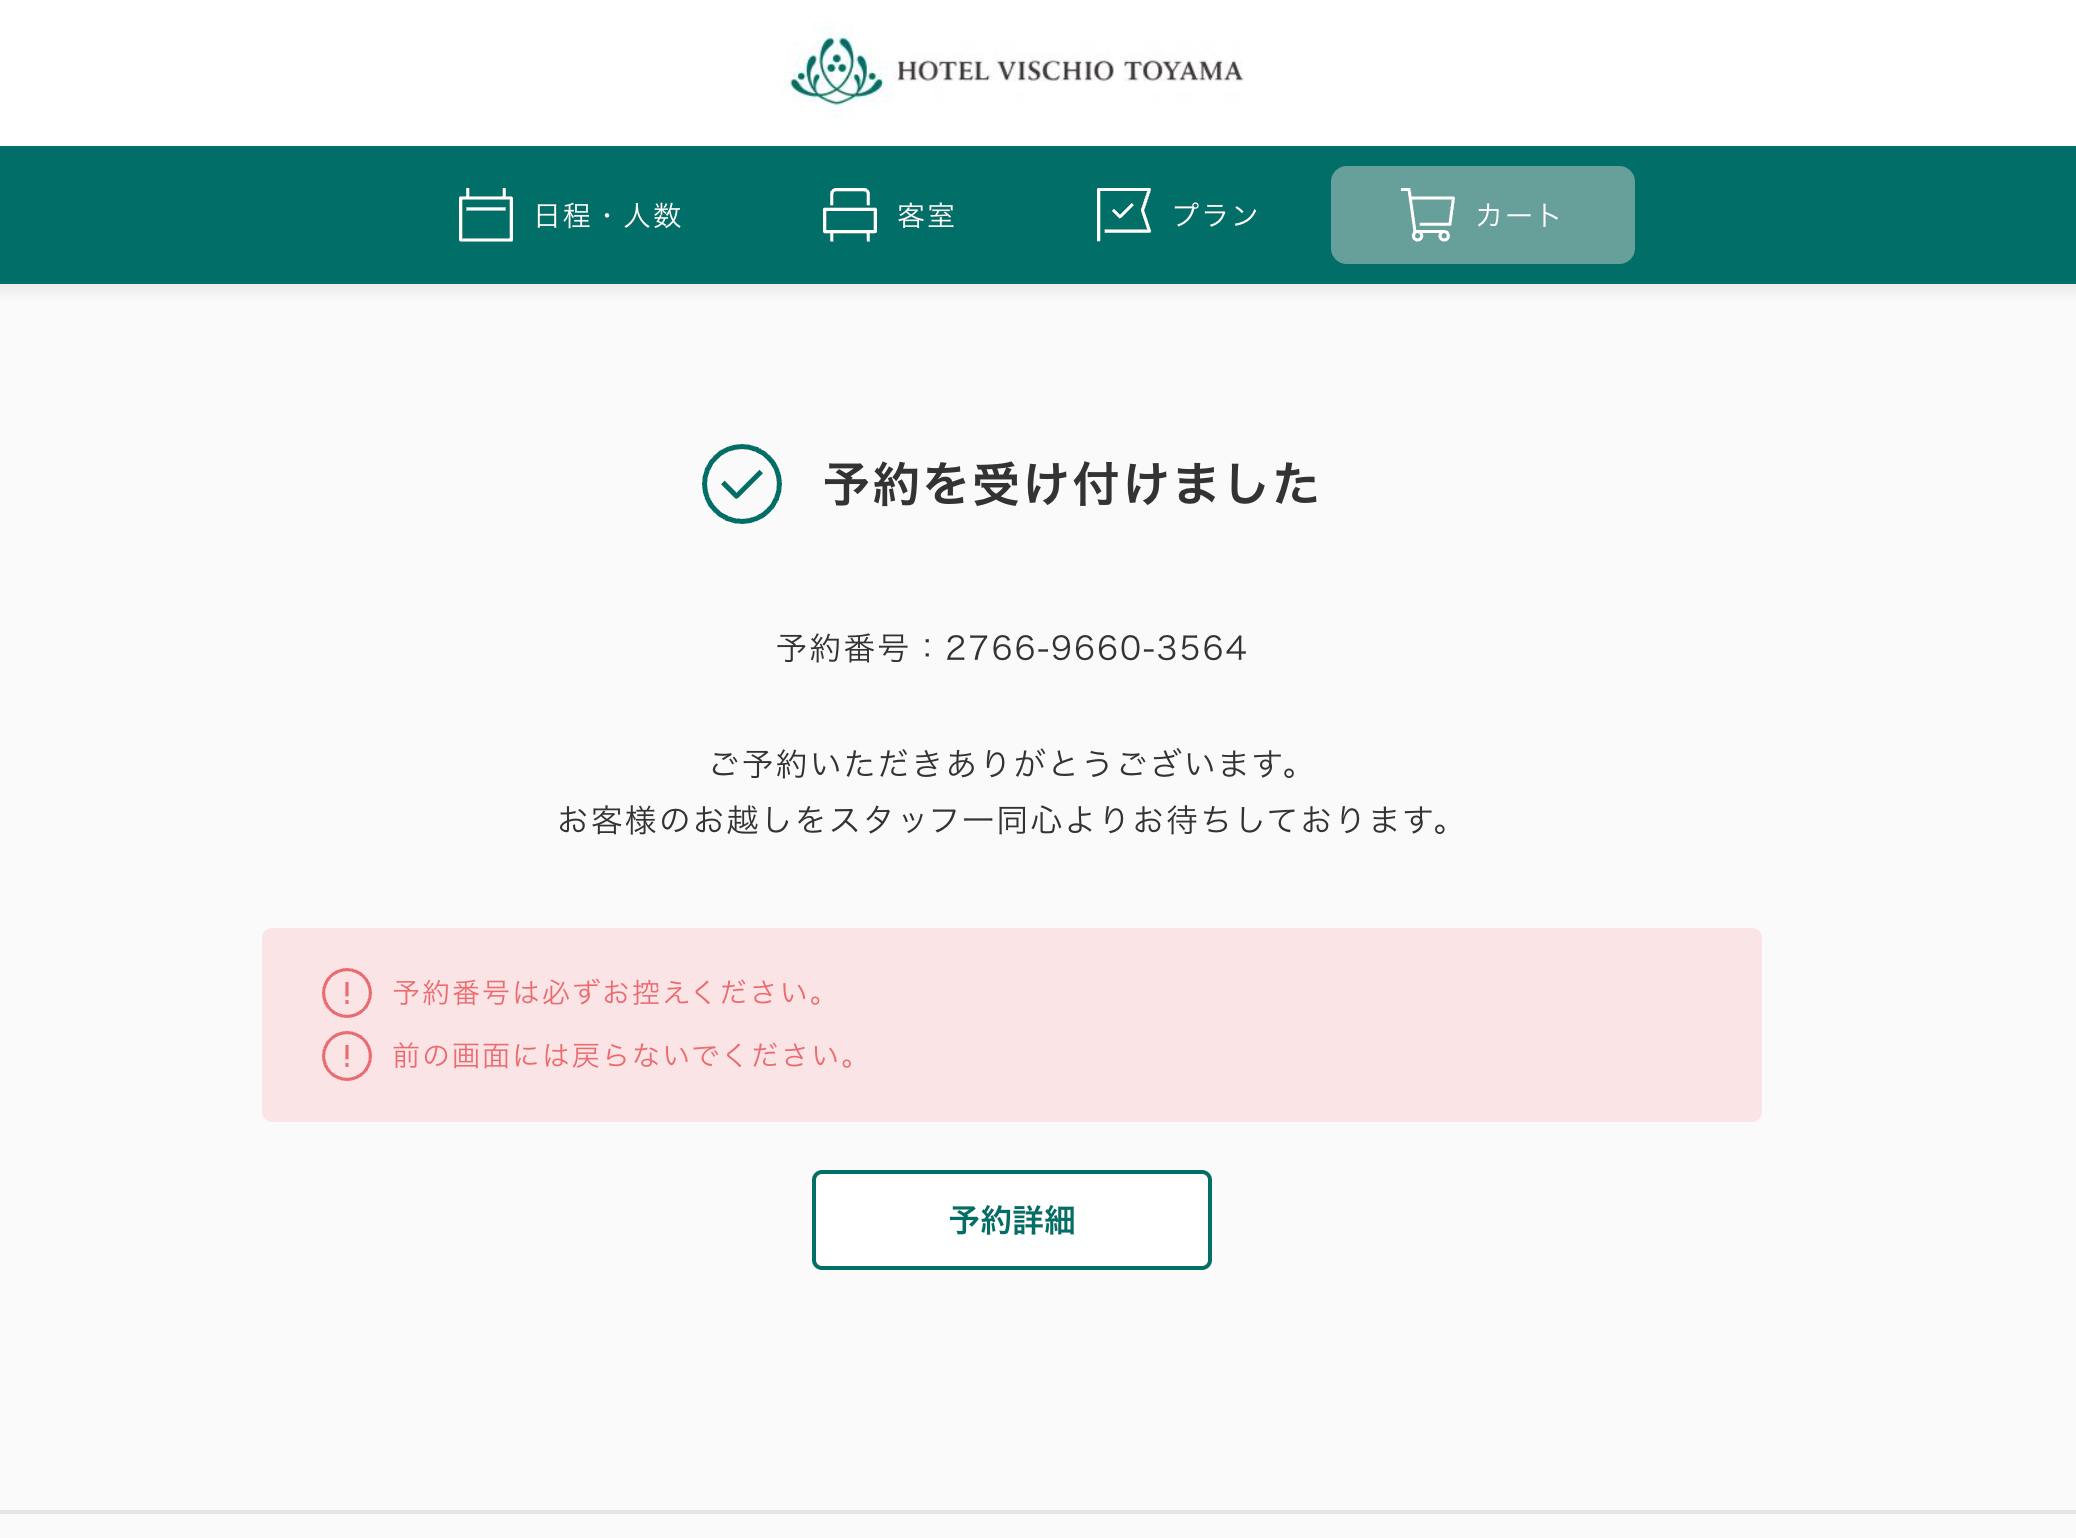 HOTEL VISCHIO TOYAMA
日程・人数
客室
プラン
カート
予約を受け付けました
予約番号：2766-9660-3564
ご予約いただきありがとうございます。
お客様のお越しをスタッフ一同心よりお待ちしております。
予約番号は必ずお控えください。
前の画面には戻らないでください。
予約詳細